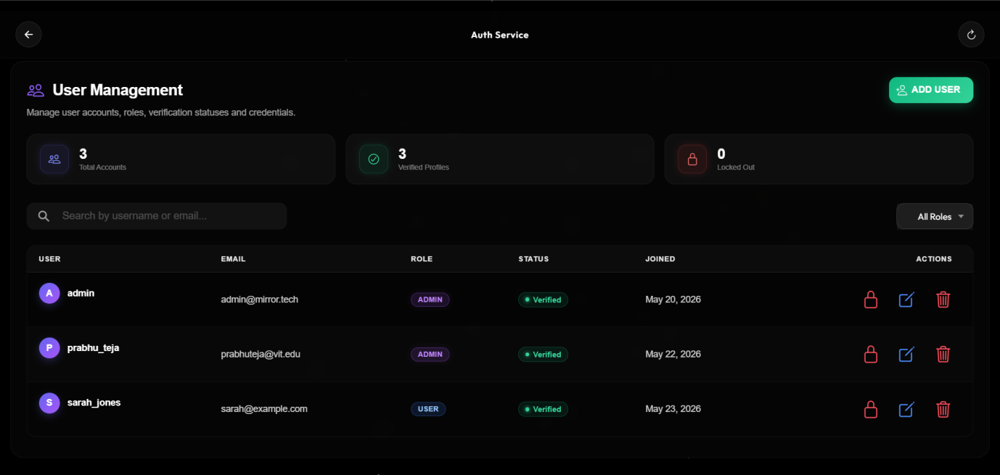 Auth Service
User Management
ADD USER
Manage user accounts, roles, verification statuses and credentials.
3
Total Accounts
3
Verified Profiles
0
Locked Out
Search by username or email...
All Roles
USER EMAIL ROLE STATUS JOINED ACTIONS
A admin admin@mirror.tech ADMIN Verified May 20, 2026
P prabhu_teja prabhuteja@vit.edu ADMIN Verified May 22, 2026
S sarah_jones sarah@example.com USER Verified May 23, 2026